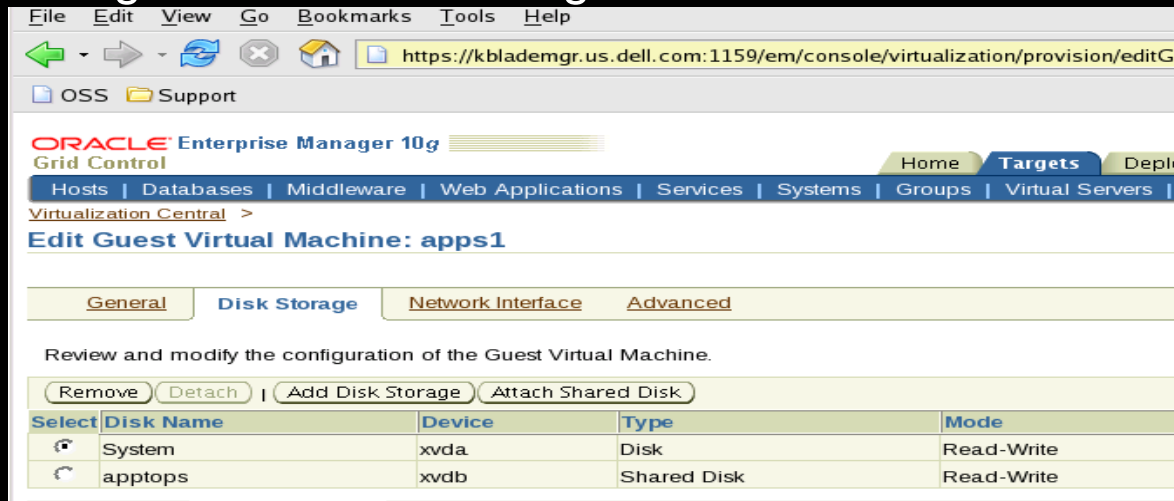 File Edit View Go Bookmarks Tools Help
https://kblademgr.us.dell.com:1159/em/console/virtualization/provision/editG
OSS Support
ORACLE Enterprise Manager 10g
Grid Control
Home Targets
Hosts | Databases | Middleware | Web Applications | Services | Systems | Groups | Virtual Servers |
Virtualization Central >
Edit Guest Virtual Machine: apps1
General Disk Storage Network Interface Advanced
Review and modify the configuration of the Guest Virtual Machine.
Remove Detach | Add Disk Storage Attach Shared Disk
Select Disk Name Device Type Mode
System xvda Disk Read-Write
apptops xvdb Shared Disk Read-Write